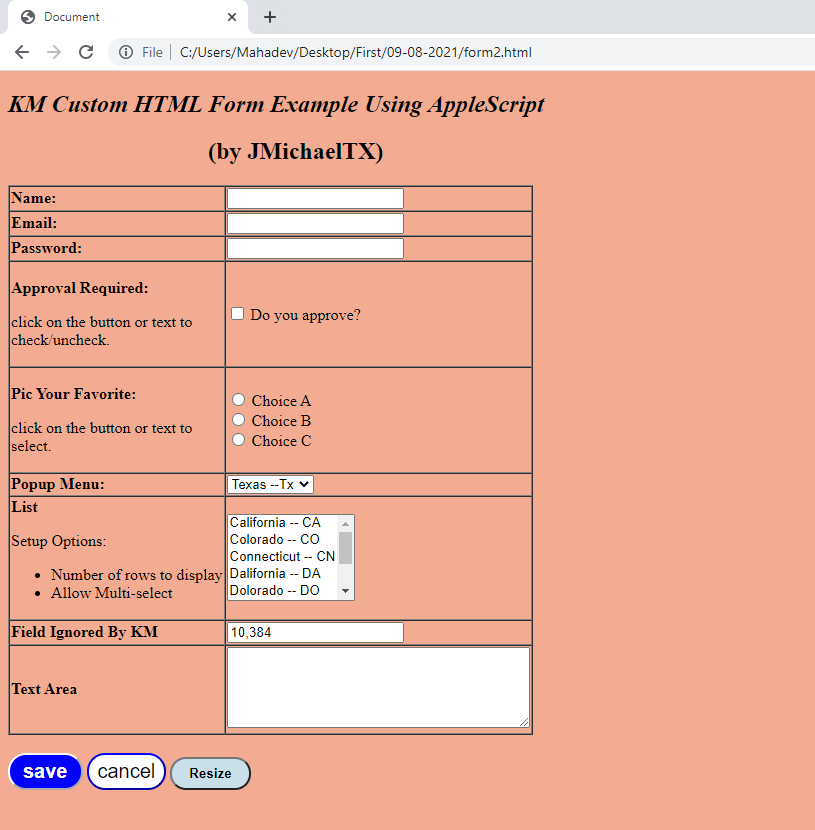 Document
File
C:/Users/Mahadev/Desktop/First/09-08-2021/form2.html
KM Custom HTML Form Example Using AppleScript
(by JMichaelTX)
Name:
Email:
Password:
Approval Required:
click on the button or text to
check/uncheck.
Do you approve?
Pic Your Favorite:
click on the button or text to
select.
Choice A
Choice B
Choice C
Popup Menu:
Texas --Tx
List
Setup Options:
• Number of rows to display
• Allow Multi-select
California -- CA
Colorado -- CO
Connecticut -- CN
Dalifornia -- DA
Dolorado -- DO
Field Ignored By KM
10,384
Text Area
save
cancel
Resize